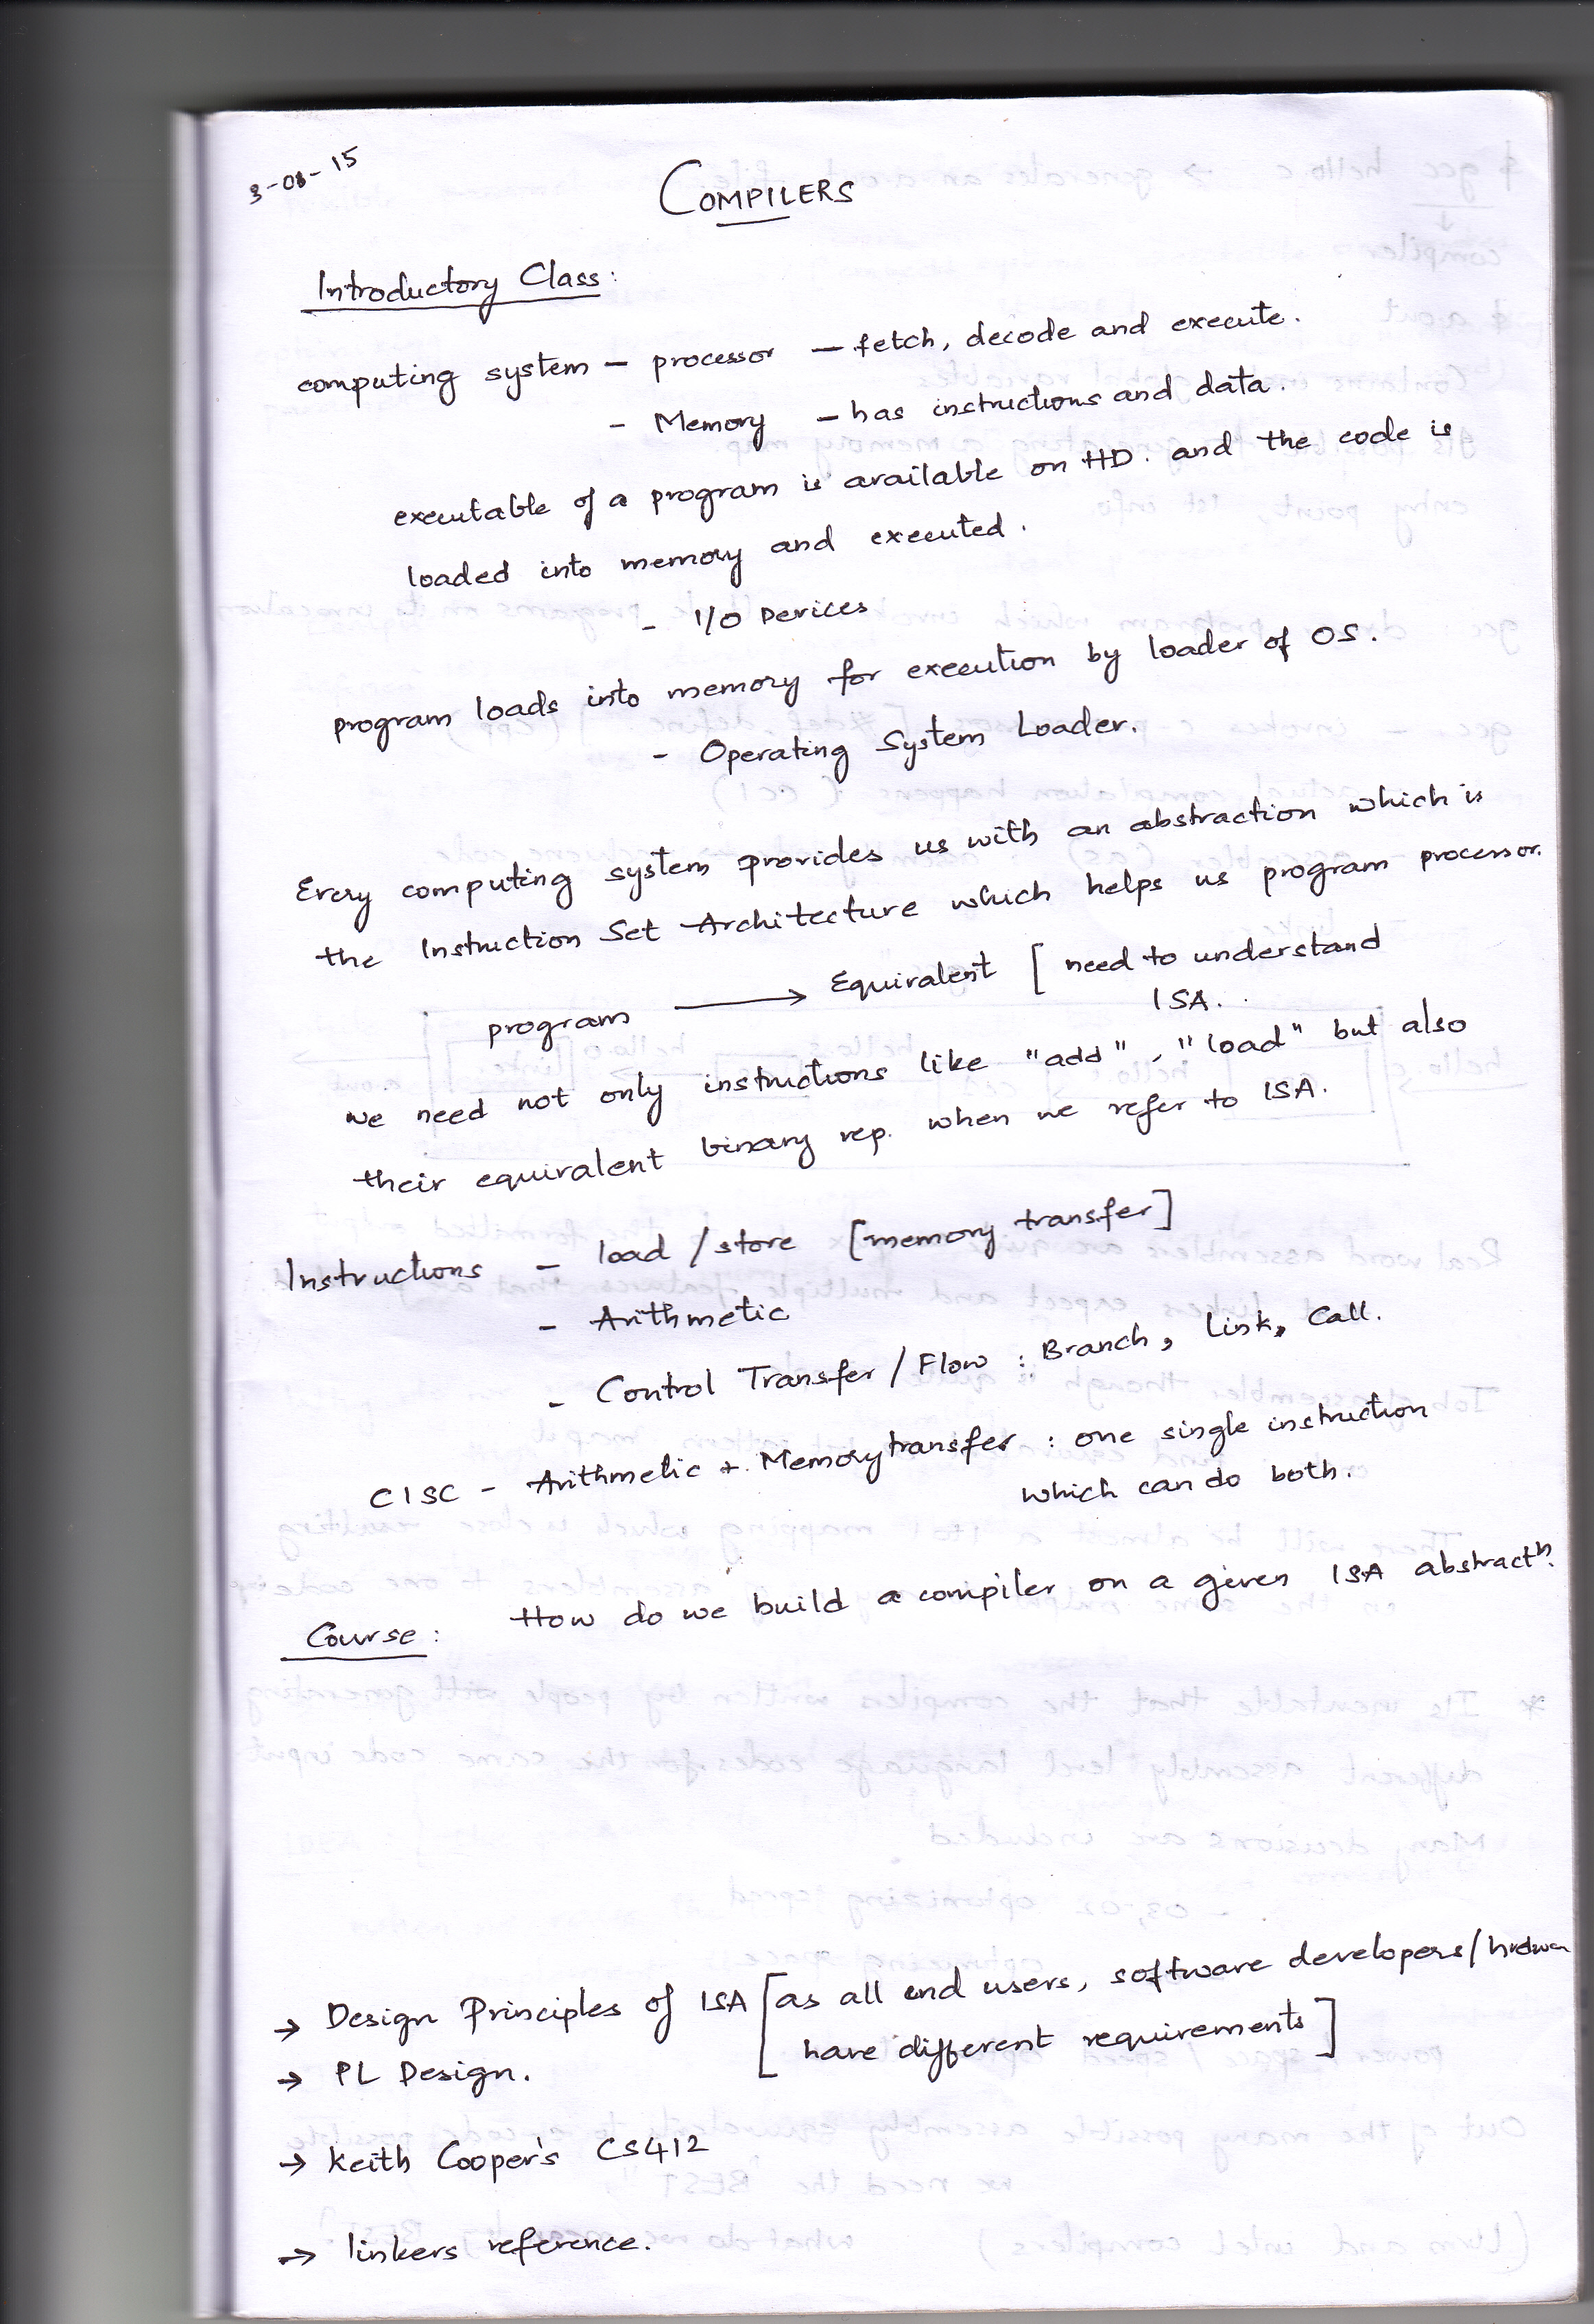 3-08-15
COMPILERS
Introductory Class:
computing system – processor – fetch, decode and execute.
- Memory – has instructions and data.
executable of a program is available on HD. and the code is
loaded into memory and executed.
- I/O Devices
program loads into memory for execution by loader of OS.
- Operating System Loader.
Every computing system provides us with an abstraction which is
the Instruction Set Architecture which helps us program processor.
program ⟶ Equivalent [ need to understand
ISA.
we need not only instructions like "add", "load" but also
their equivalent binary rep. when we refer to ISA.
Instructions – load / store [memory transfer]
- Arithmetic
- Control Transfer / Flow : Branch, Link, Call.
CISC - Arithmetic + Memory transfer : one single instruction
which can do both.
Course: How do we build a compiler on a given ISA abstractn.
→ Design Principles of ISA [as all end users, software developers/
have different requirements]
→ PL Design.
→ Keith Cooper's CS412
→ linkers reference.